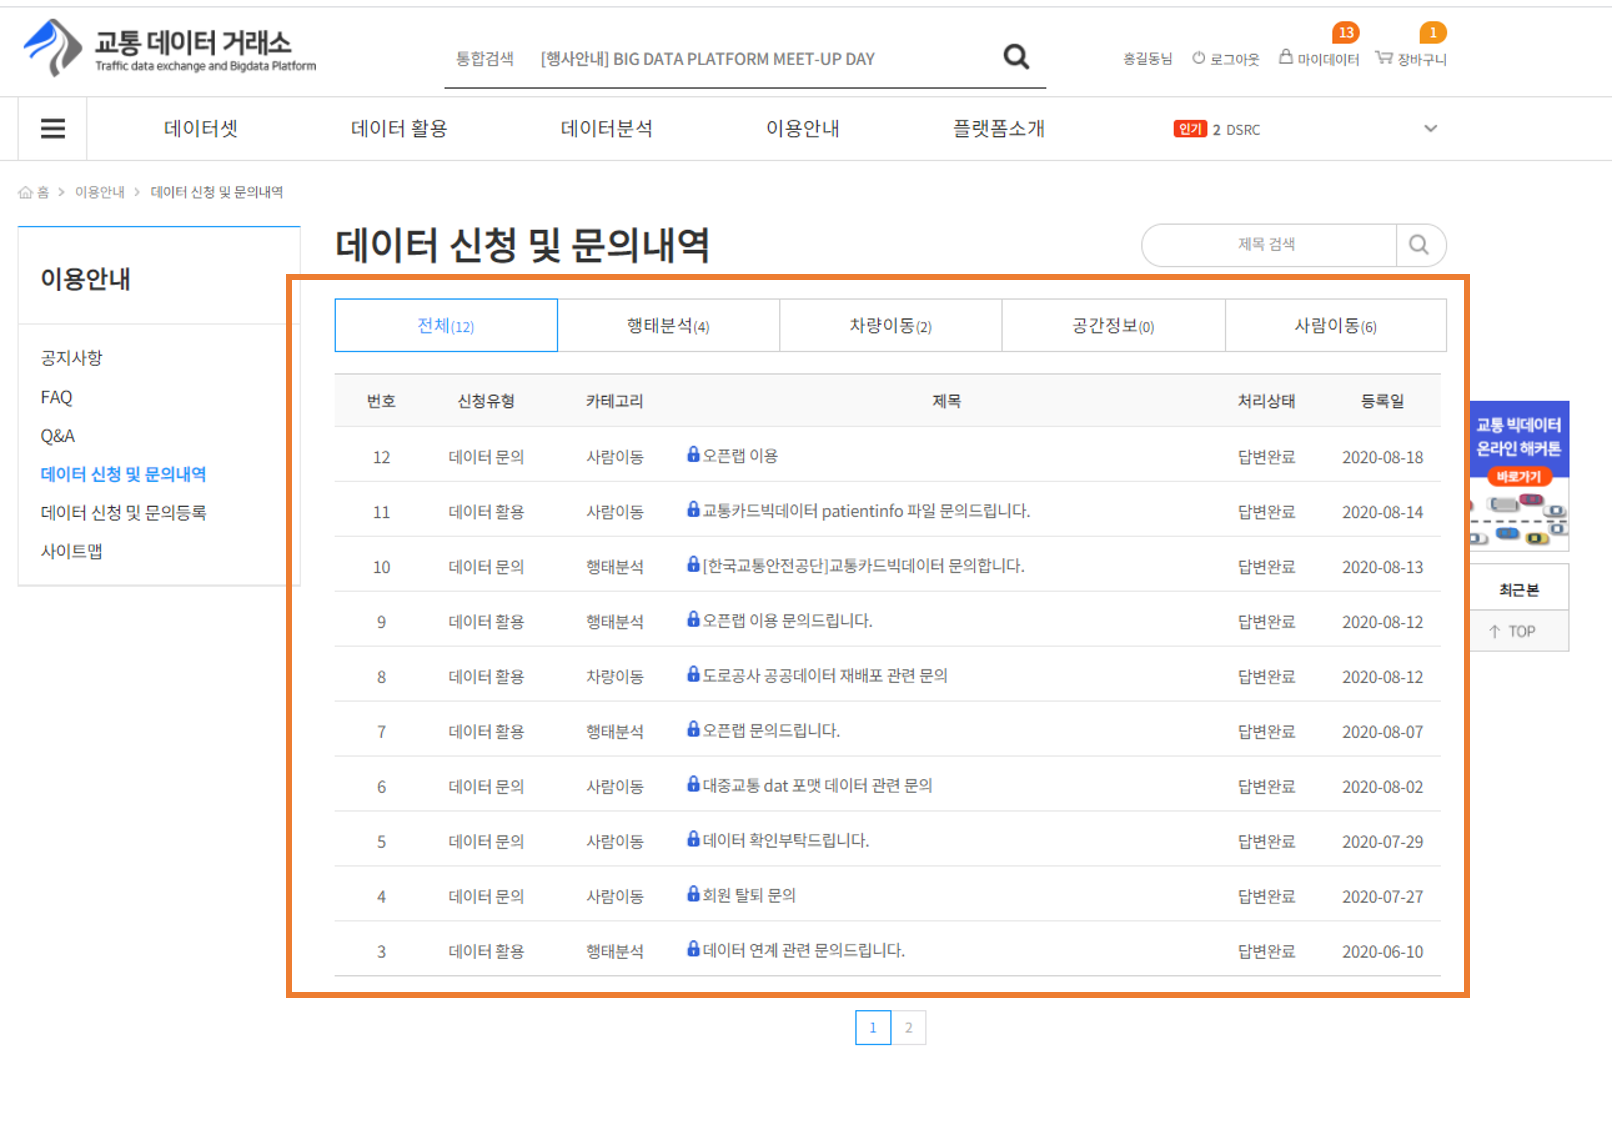 교통 데이터 거래소
Traffic data exchange and Bigdata Platform
통합검색 [행사안내] BIG DATA PLATFORM MEET-UP DAY
홍길동님 로그아웃 마이데이터 13 장바구니 1
데이터셋 데이터 활용 데이터분석 이용안내 플랫폼소개 인기 2 DSRC
홈 > 이용안내 > 데이터 신청 및 문의내역
이용안내
공지사항
FAQ
Q&A
데이터 신청 및 문의내역
데이터 신청 및 문의등록
사이트맵
데이터 신청 및 문의내역
제목 검색
전체(12) 행태분석(4) 차량이동(2) 공간정보(0) 사람이동(6)
번호 신청유형 카테고리 제목 처리상태 등록일
12 데이터 문의 사람이동 오픈랩 이용 답변완료 2020-08-18
11 데이터 활용 사람이동 교통카드빅데이터 patientinfo 파일 문의드립니다. 답변완료 2020-08-14
10 데이터 문의 행태분석 [한국교통안전공단]교통카드빅데이터 문의합니다. 답변완료 2020-08-13
9 데이터 활용 행태분석 오픈랩 이용 문의드립니다. 답변완료 2020-08-12
8 데이터 활용 차량이동 도로공사 공공데이터 재배포 관련 문의 답변완료 2020-08-12
7 데이터 활용 행태분석 오픈랩 문의드립니다. 답변완료 2020-08-07
6 데이터 문의 사람이동 대중교통 dat 포맷 데이터 관련 문의 답변완료 2020-08-02
5 데이터 문의 사람이동 데이터 확인부탁드립니다. 답변완료 2020-07-29
4 데이터 문의 사람이동 회원 탈퇴 문의 답변완료 2020-07-27
3 데이터 활용 행태분석 데이터 연계 관련 문의드립니다. 답변완료 2020-06-10
1 2
교통 빅데이터
온라인 해커톤
바로가기
최근본
↑ TOP